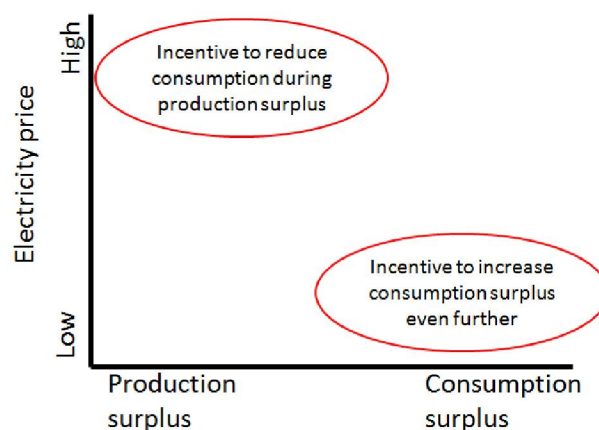 High
Electricity price
Low
Incentive to reduce
consumption during
production surplus
Incentive to increase
consumption surplus
even further
Production
surplus
Consumption
surplus